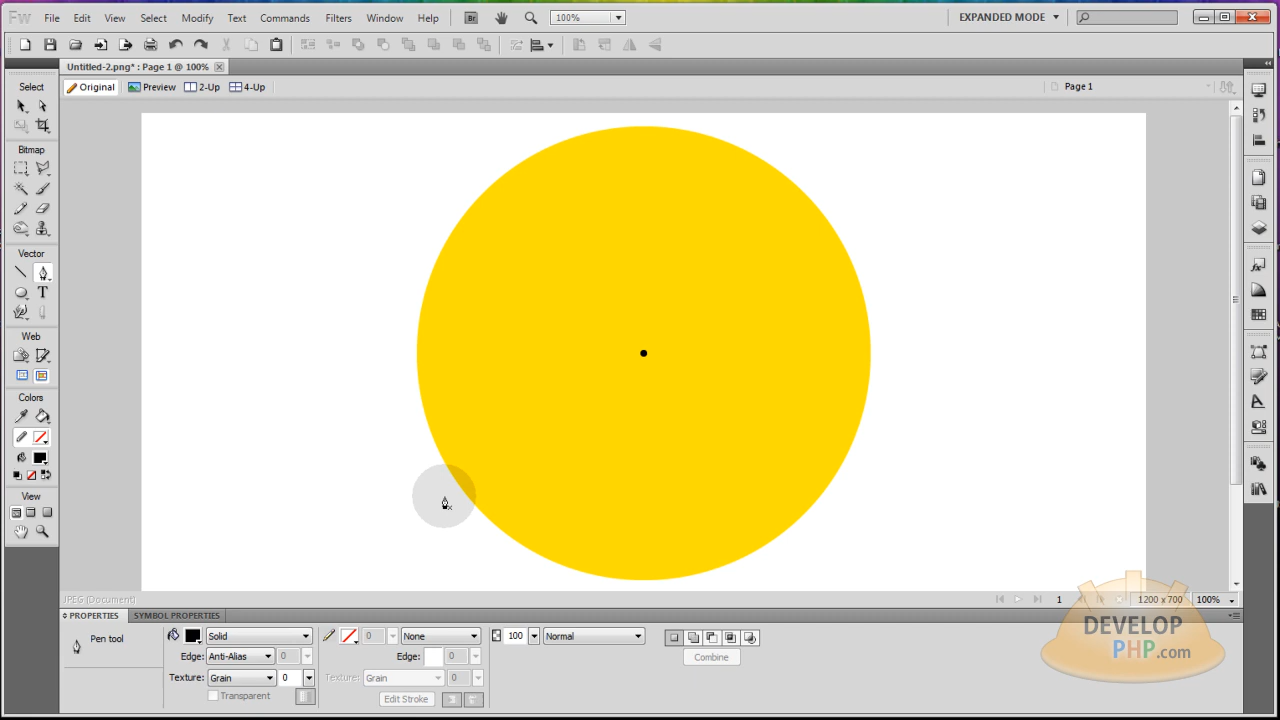 Fw File Edit View Select Modify Text Commands Filters Window Help Br 100% EXPANDED MODE
Untitled-2.png* : Page 1 @ 100%
Original Preview 2-Up 4-Up Page 1
Select
Bitmap
Vector
T
Web
Colors
View
JPEG (Document) 1 1200 x 700 100%
PROPERTIES SYMBOL PROPERTIES
Pen tool Solid 0 None 100 Normal
Edge: Anti-Alias 0 Edge: 0 Combine
Texture: Grain 0 Texture: Grain 0
Transparent Edit Stroke
DEVELOP
PHP.com